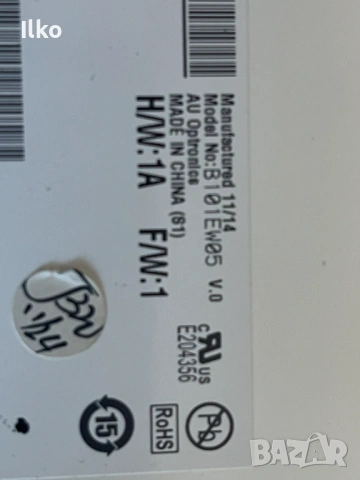 Ilko
Manufactured 11/14
Model No:B101EW05 V.0
AU Optronics
MADE IN CHINA (S1)
H/W:1A F/W:1
c RU us
E204356
15
RoHS
Pb
BAZAR